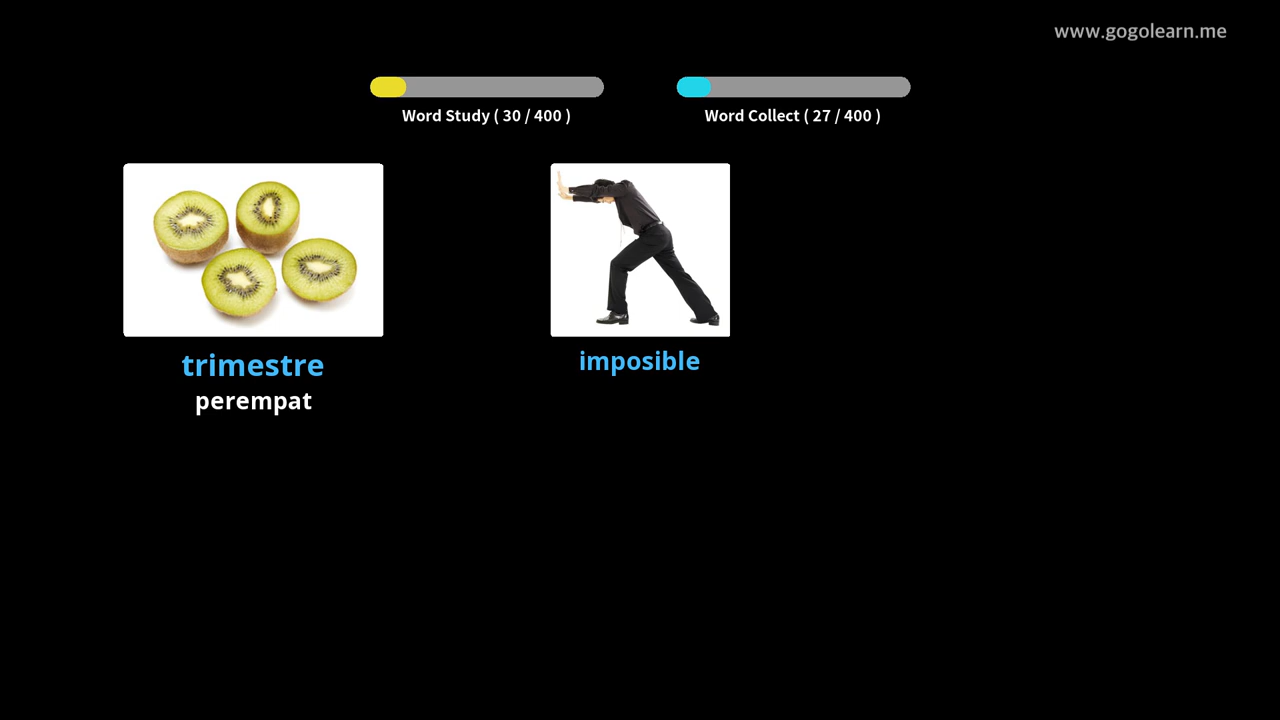 www.gogolearn.me
Word Study ( 30 / 400 )
Word Collect ( 27 / 400 )
trimestre
perempat
imposible